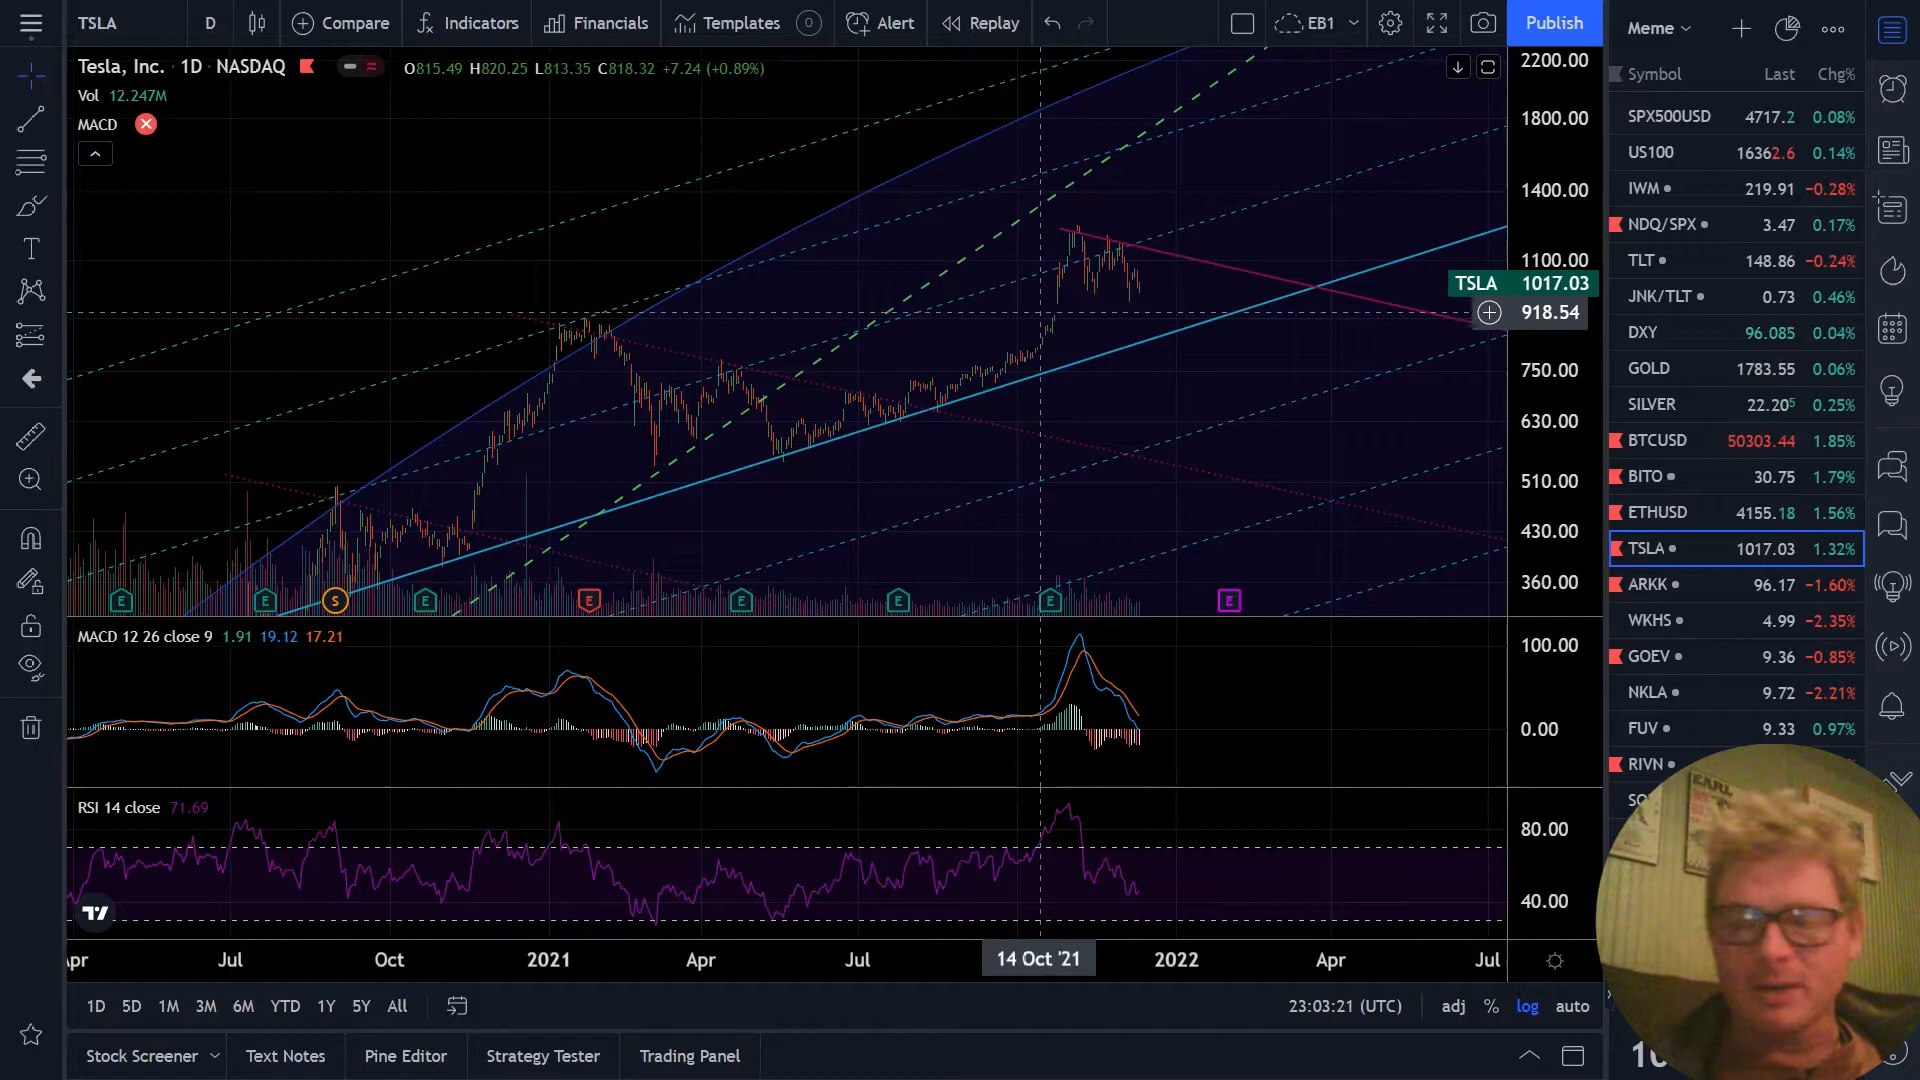 TSLA D Compare Indicators Financials Templates 0 Alert Replay EB1 Publish
Tesla, Inc. · 1D · NASDAQ O815.49 H820.25 L813.35 C818.32 +7.24 (+0.89%)
Vol 12.247M
MACD
2200.00
1800.00
1400.00
1100.00
TSLA 1017.03
918.54
750.00
630.00
510.00
430.00
360.00
E E S E E E E E E
MACD 12 26 close 9 1.91 19.12 17.21
100.00
0.00
RSI 14 close 71.69
80.00
40.00
Apr Jul Oct 2021 Apr Jul 14 Oct '21 2022 Apr Jul
1D 5D 1M 3M 6M YTD 1Y 5Y All 23:03:21 (UTC) adj % log auto
Stock Screener Text Notes Pine Editor Strategy Tester Trading Panel
Meme
Symbol Last Chg%
SPX500USD 4717.2 0.08%
US100 16362.6 0.14%
IWM 219.91 −0.28%
NDQ/SPX 3.47 0.17%
TLT 148.86 −0.24%
JNK/TLT 0.73 0.46%
DXY 96.085 0.04%
GOLD 1783.55 0.06%
SILVER 22.205 0.25%
BTCUSD 50303.44 1.85%
BITO 30.75 1.79%
ETHUSD 4155.18 1.56%
TSLA 1017.03 1.32%
ARKK 96.17 −1.60%
WKHS 4.99 −2.35%
GOEV 9.36 −0.85%
NKLA 9.72 −2.21%
FUV 9.33 0.97%
RIVN